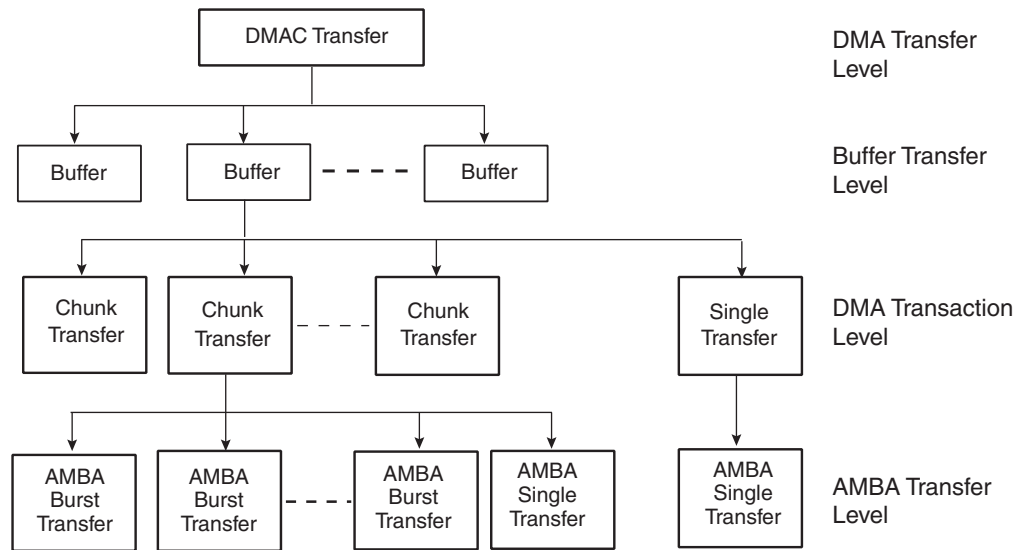 DMAC Transfer
DMA Transfer
Level
Buffer
Buffer
Buffer
Buffer Transfer
Level
Chunk
Transfer
Chunk
Transfer
Chunk
Transfer
Single
Transfer
DMA Transaction
Level
AMBA
Burst
Transfer
AMBA
Burst
Transfer
AMBA
Burst
Transfer
AMBA
Single
Transfer
AMBA
Single
Transfer
AMBA Transfer
Level